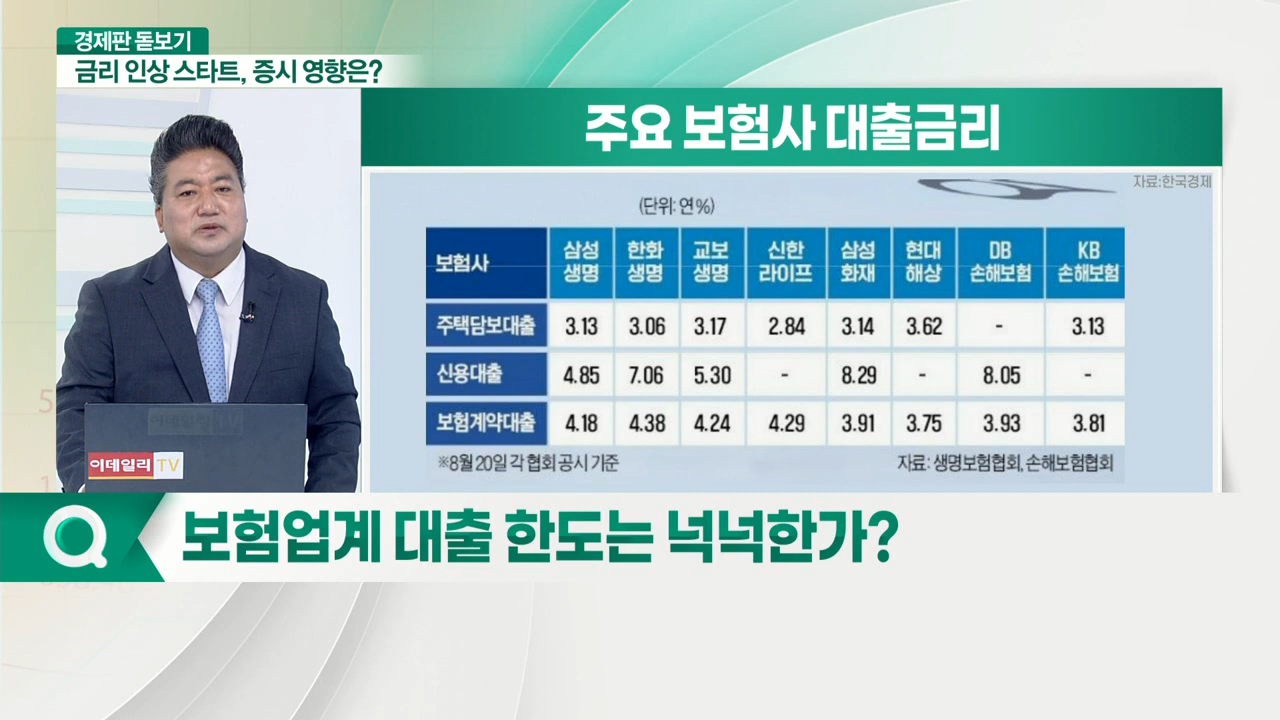 경제판 돋보기
금리 인상 스타트, 증시 영향은?
주요 보험사 대출금리
자료:한국경제
(단위: 연 %)
보험사 삼성생명 한화생명 교보생명 신한라이프 삼성화재 현대해상 DB손해보험 KB손해보험
주택담보대출 3.13 3.06 3.17 2.84 3.14 3.62 - 3.13
신용대출 4.85 7.06 5.30 - 8.29 - 8.05 -
보험계약대출 4.18 4.38 4.24 4.29 3.91 3.75 3.93 3.81
※8월 20일 각 협회 공시 기준 자료: 생명보험협회, 손해보험협회
이데일리 TV
Q 보험업계 대출 한도는 넉넉한가?